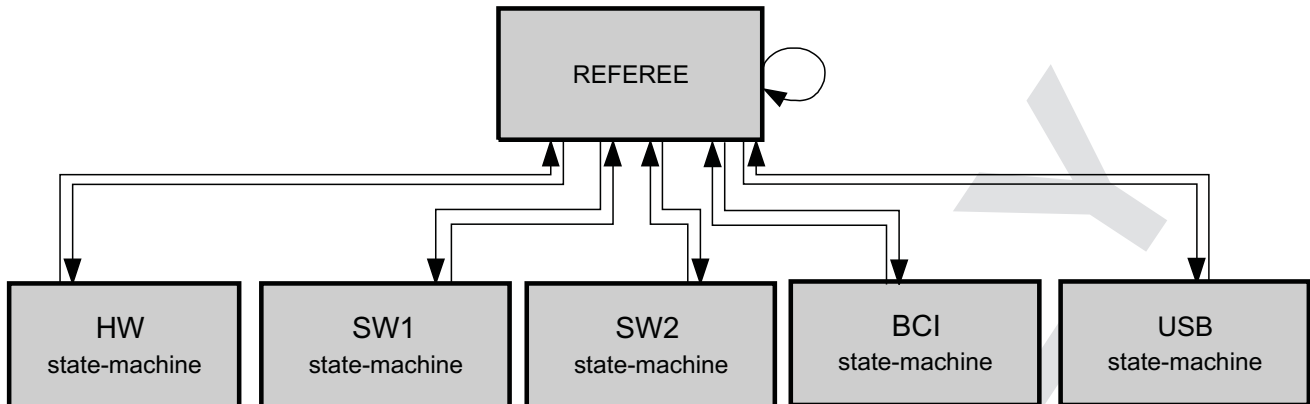 REFEREE
HW
state-machine
SW1
state-machine
SW2
state-machine
BCI
state-machine
USB
state-machine